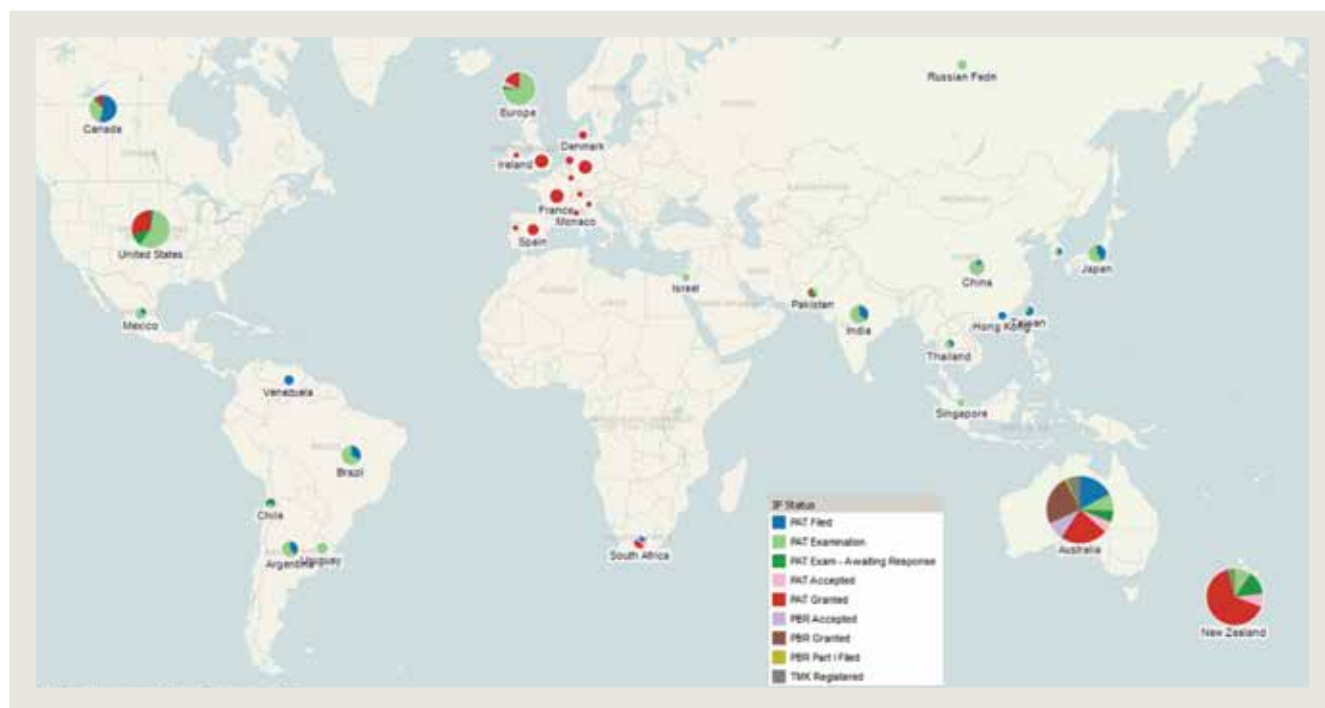 Russian Fedn
Canada
Europe
Denmark
Ireland
France
Monaco
Spain
United States
Israel
Pakistan
China
Japan
India
Hong Kong
Taiwan
Thailand
Mexico
Venezuela
Singapore
Brazil
Chile
Argentina
Uruguay
South Africa
Australia
New Zealand
IP Status
PAT Filed
PAT Examination
PAT Exam - Awaiting Response
PAT Accepted
PAT Granted
PBR Accepted
PBR Granted
PBR Part I Filed
TMK Registered